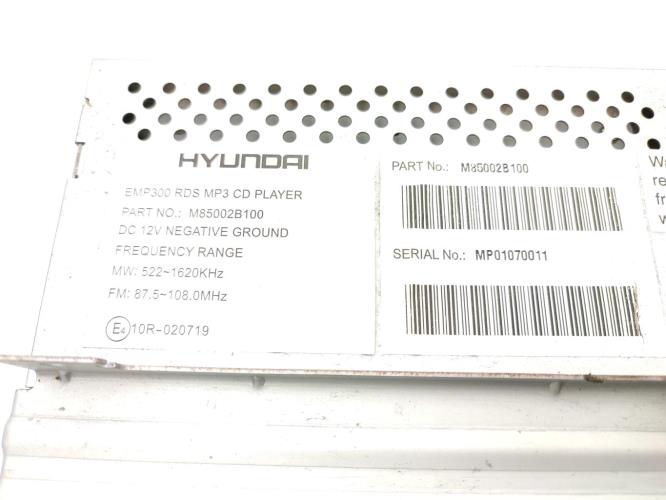 HYUNDAI
EMP300 RDS MP3 CD PLAYER
PART NO.: M85002B100
DC 12V NEGATIVE GROUND
FREQUENCY RANGE
MW: 522~1620KHz
FM: 87.5~108.0MHz
E4 10R-020719
PART No.: M85002B100
SERIAL No.: MP01070011